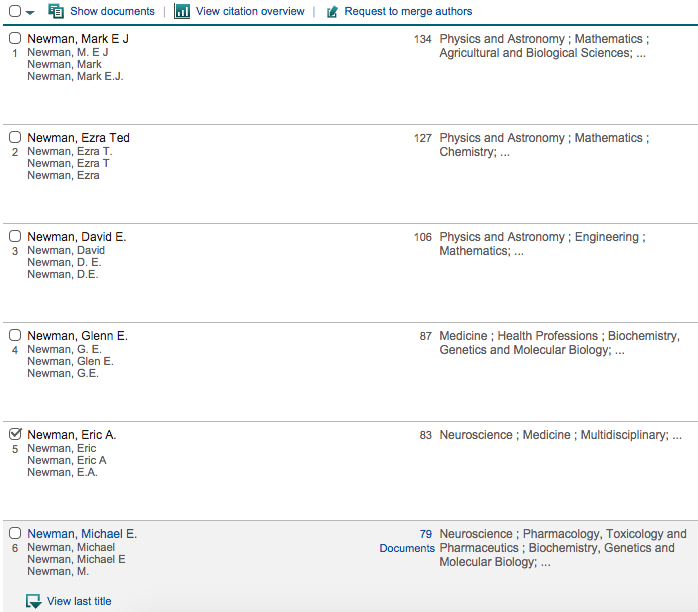 Show documents | View citation overview | Request to merge authors
Newman, Mark E J 134 Physics and Astronomy ; Mathematics ;
1 Newman, M. E J Agricultural and Biological Sciences; ...
Newman, Mark
Newman, Mark E.J.
Newman, Ezra Ted 127 Physics and Astronomy ; Mathematics ;
2 Newman, Ezra T. Chemistry; ...
Newman, Ezra T
Newman, Ezra
Newman, David E. 106 Physics and Astronomy ; Engineering ;
3 Newman, David Mathematics; ...
Newman, D. E.
Newman, D.E.
Newman, Glenn E. 87 Medicine ; Health Professions ; Biochemistry,
4 Newman, G. E. Genetics and Molecular Biology; ...
Newman, Glen E.
Newman, G.E.
Newman, Eric A. 83 Neuroscience ; Medicine ; Multidisciplinary; ...
5 Newman, Eric
Newman, Eric A
Newman, E.A.
Newman, Michael E. 79 Neuroscience ; Pharmacology, Toxicology and
6 Newman, Michael Documents Pharmaceutics ; Biochemistry, Genetics and
Newman, Michael E Molecular Biology; ...
Newman, M.
View last title